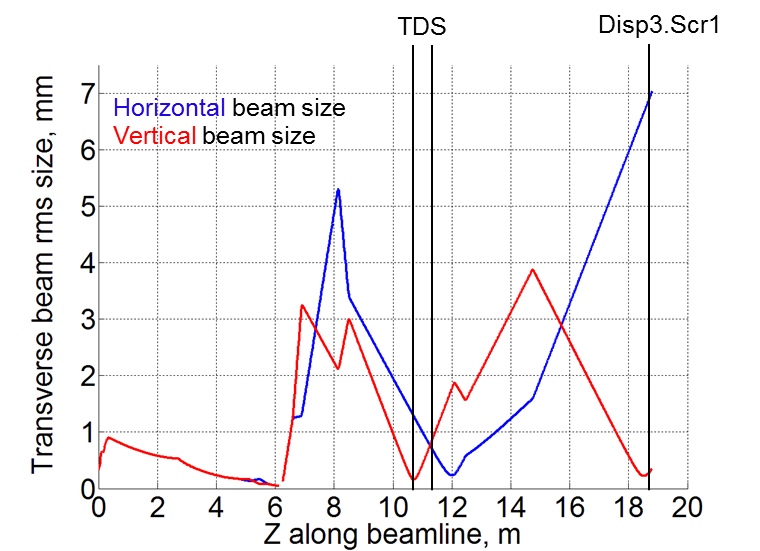 TDS
Disp3.Scr1
Transverse beam rms size, mm
7
6
5
4
3
2
1
0
Horizontal beam size
Vertical beam size
0 2 4 6 8 10 12 14 16 18 20
Z along beamline, m